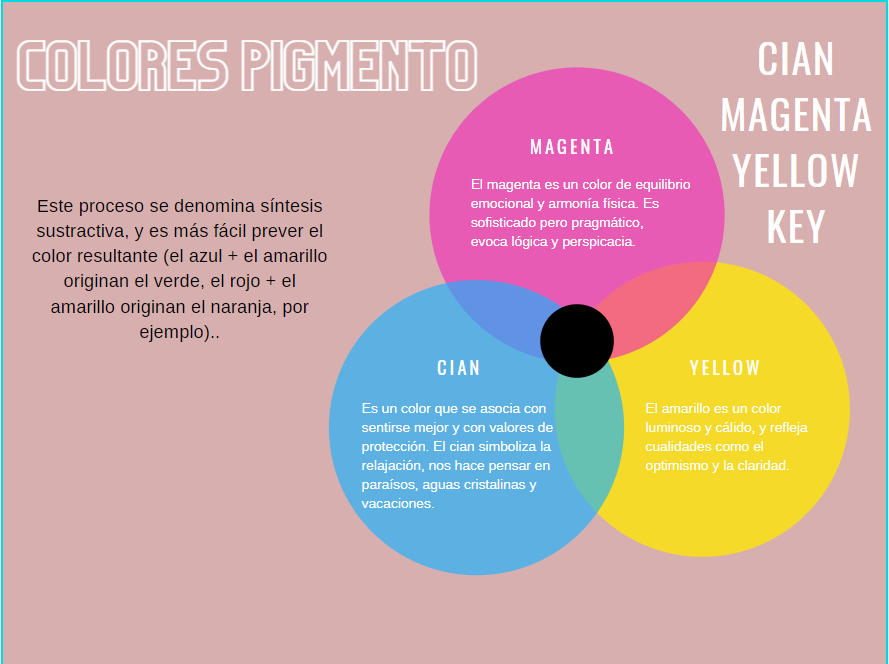 COLORES PIGMENTO
CIAN
MAGENTA
YELLOW
KEY
Este proceso se denomina síntesis
sustractiva, y es más fácil prever el
color resultante (el azul + el amarillo
originan el verde, el rojo + el
amarillo originan el naranja, por
ejemplo)..
MAGENTA
El magenta es un color de equilibrio
emocional y armonía física. Es
sofisticado pero pragmático,
evoca lógica y perspicacia.
CIAN
Es un color que se asocia con
sentirse mejor y con valores de
protección. El cian simboliza la
relajación, nos hace pensar en
paraísos, aguas cristalinas y
vacaciones.
YELLOW
El amarillo es un color
luminoso y cálido, y refleja
cualidades como el
optimismo y la claridad.